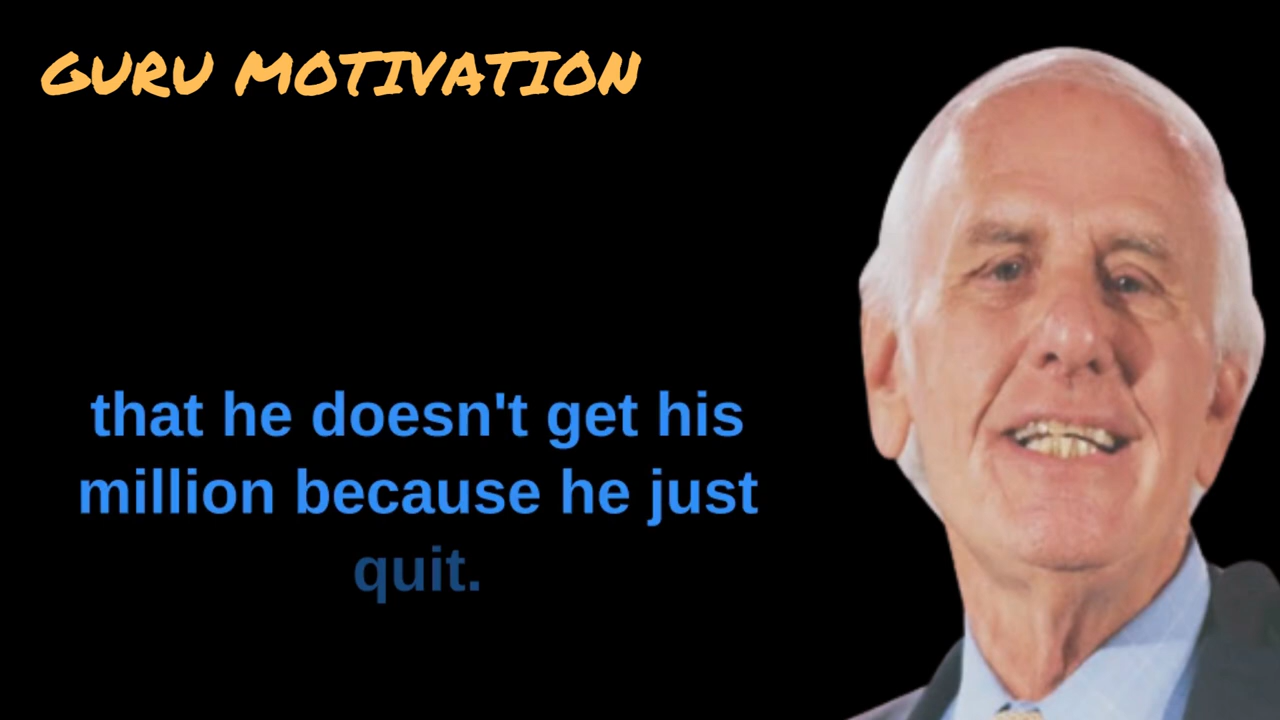 GURU MOTIVATION
that he doesn't get his
million because he just
quit.